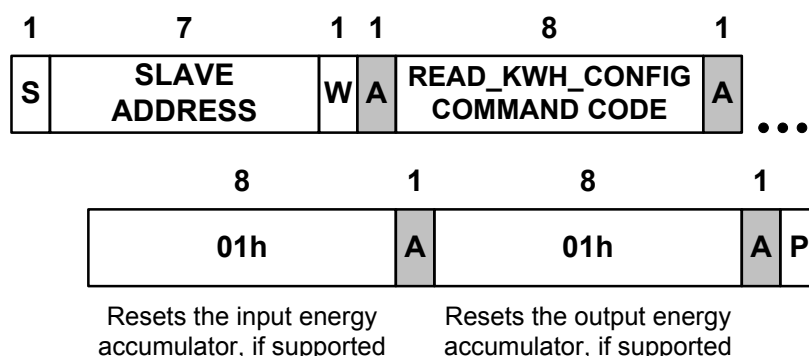 1 7 1 1 8 1
S SLAVE ADDRESS W A READ_KWH_CONFIG COMMAND CODE A ...
8 1 8 1
01h A 01h A P
Resets the input energy accumulator, if supported
Resets the output energy accumulator, if supported